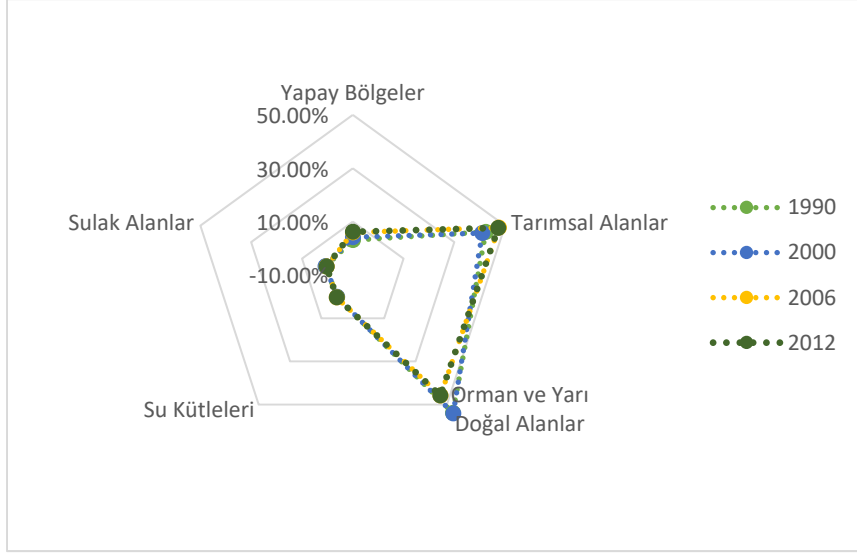 Yapay Bölgeler
50.00%
30.00%
10.00%
-10.00%
Tarımsal Alanlar
Orman ve Yarı
Doğal Alanlar
Su Kütleleri
Sulak Alanlar
1990
2000
2006
2012